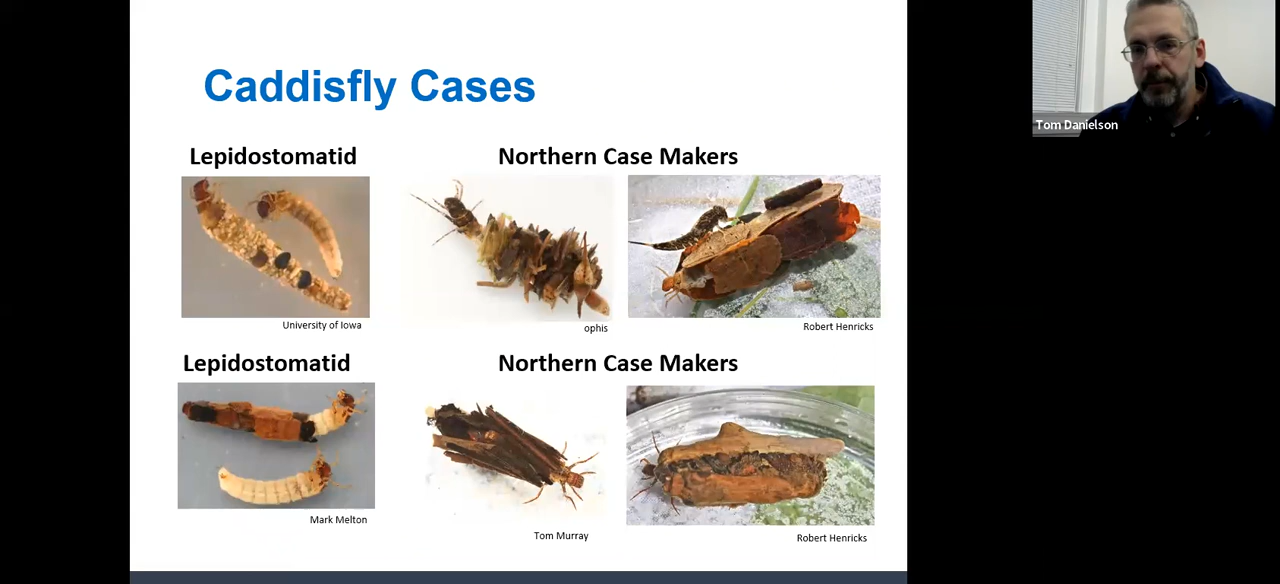 Caddisfly Cases
Tom Danielson
Lepidostomatid
Northern Case Makers
University of Iowa
ophis
Robert Henricks
Lepidostomatid
Northern Case Makers
Mark Melton
Tom Murray
Robert Henricks